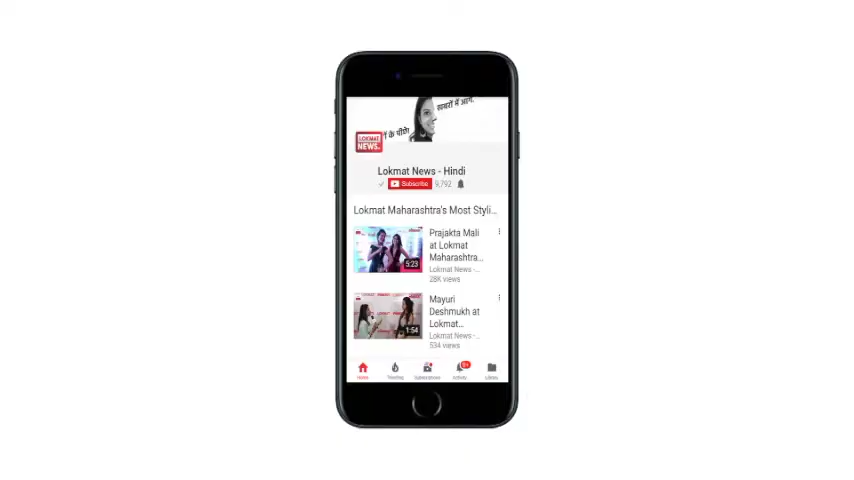 खबरों में आगे,
के पीछे!
LOKMAT
NEWS
Lokmat News - Hindi
Subscribe 9,792
Lokmat Maharashtra's Most Styli...
Prajakta Mali
at Lokmat
Maharashtra...
Lokmat News -...
28K views
5:23
Mayuri
Deshmukh at
Lokmat...
Lokmat News -...
534 views
1:54
Home Trending Subscriptions Activity Library